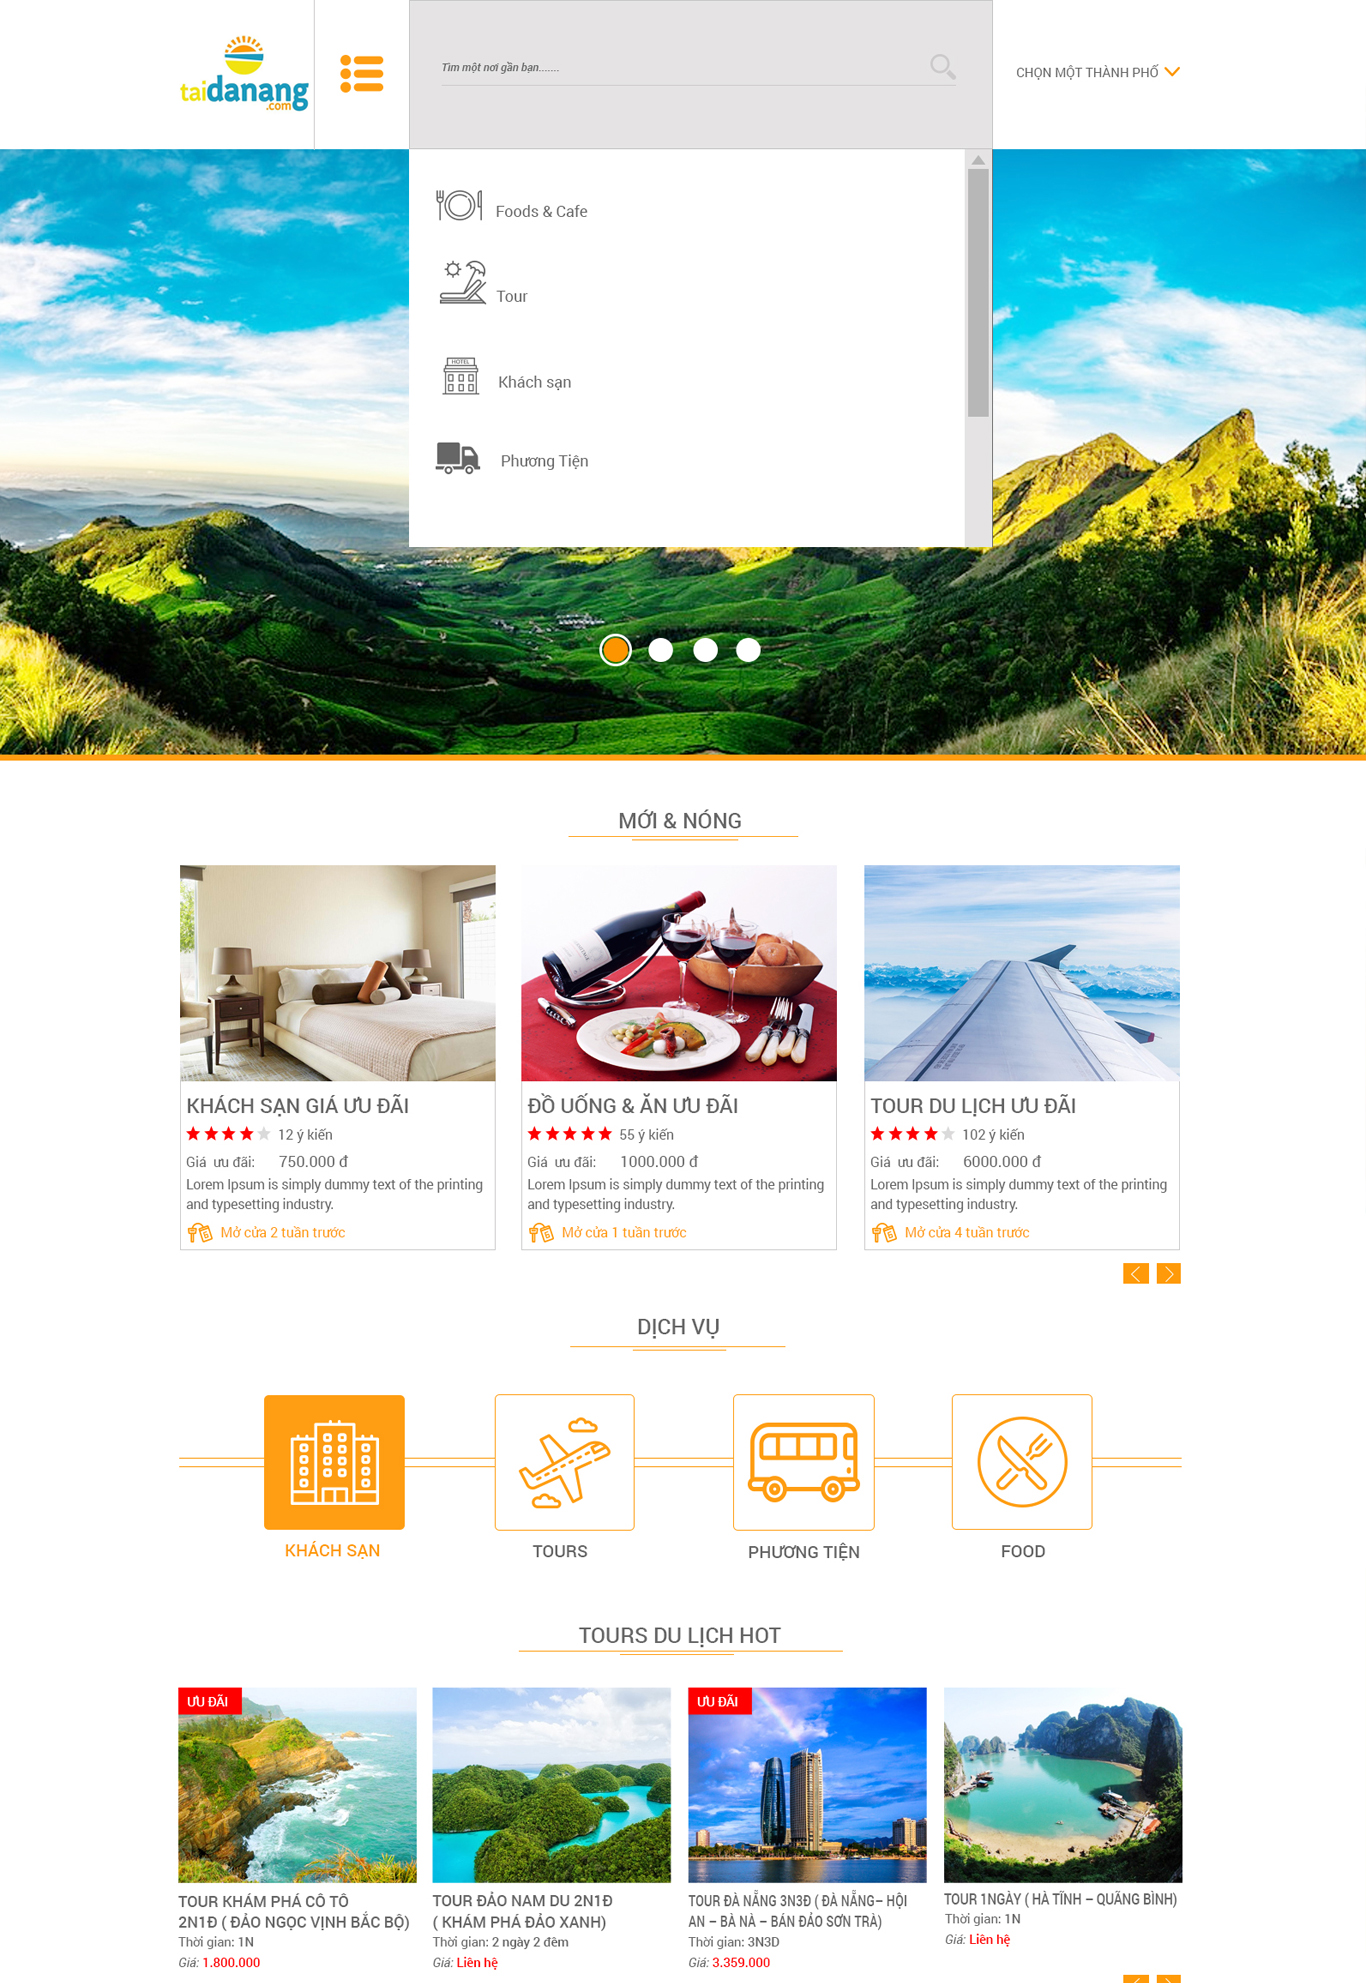 taidanang
.com
Tìm một nơi gần bạn.......
CHỌN MỘT THÀNH PHỐ
Foods & Cafe
Tour
HOTEL
Khách sạn
Phương Tiện
MỚI & NÓNG
KHÁCH SẠN GIÁ ƯU ĐÃI
12 ý kiến
Giá ưu đãi: 750.000 đ
Lorem Ipsum is simply dummy text of the printing
and typesetting industry.
Mở cửa 2 tuần trước
ĐỒ UỐNG & ĂN ƯU ĐÃI
55 ý kiến
Giá ưu đãi: 1000.000 đ
Lorem Ipsum is simply dummy text of the printing
and typesetting industry.
Mở cửa 1 tuần trước
TOUR DU LỊCH ƯU ĐÃI
102 ý kiến
Giá ưu đãi: 6000.000 đ
Lorem Ipsum is simply dummy text of the printing
and typesetting industry.
Mở cửa 4 tuần trước
DỊCH VỤ
KHÁCH SẠN
TOURS
PHƯƠNG TIỆN
FOOD
TOURS DU LỊCH HOT
ƯU ĐÃI
TOUR KHÁM PHÁ CÔ TÔ
2N1Đ ( ĐẢO NGỌC VỊNH BẮC BỘ)
Thời gian: 1N
Giá: 1.800.000
TOUR ĐẢO NAM DU 2N1Đ
( KHÁM PHÁ ĐẢO XANH)
Thời gian: 2 ngày 2 đêm
Giá: Liên hệ
ƯU ĐÃI
TOUR ĐÀ NẴNG 3N3Đ ( ĐÀ NẴNG– HỘI
AN – BÀ NÀ – BÁN ĐẢO SƠN TRÀ)
Thời gian: 3N3D
Giá: 3.359.000
TOUR 1NGÀY ( HÀ TĨNH – QUÃNG BÌNH)
Thời gian: 1N
Giá: Liên hệ